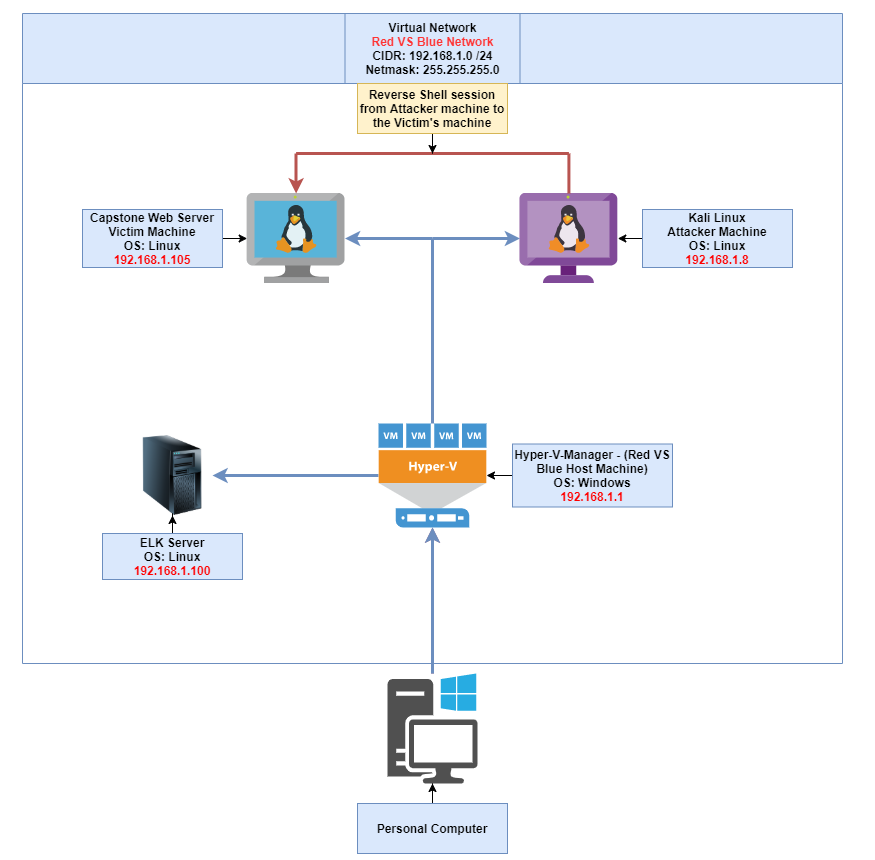 Virtual Network
Red VS Blue Network
CIDR: 192.168.1.0 /24
Netmask: 255.255.255.0
Reverse Shell session
from Attacker machine to
the Victim's machine
Capstone Web Server
Victim Machine
OS: Linux
192.168.1.105
Kali Linux
Attacker Machine
OS: Linux
192.168.1.8
VM VM VM VM
Hyper-V
Hyper-V-Manager - (Red VS
Blue Host Machine)
OS: Windows
192.168.1.1
ELK Server
OS: Linux
192.168.1.100
Personal Computer